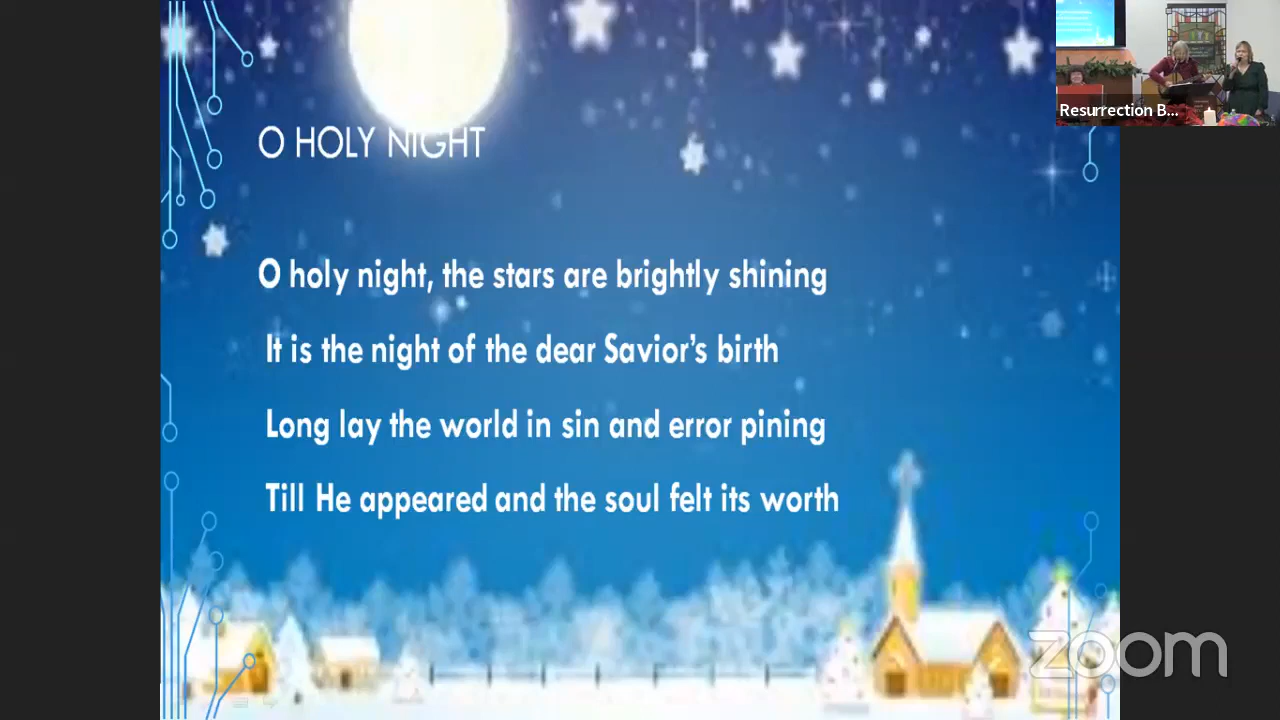 O HOLY NIGHT
O holy night, the stars are brightly shining
It is the night of the dear Savior's birth
Long lay the world in sin and error pining
Till He appeared and the soul felt its worth
Resurrection B...
zoom